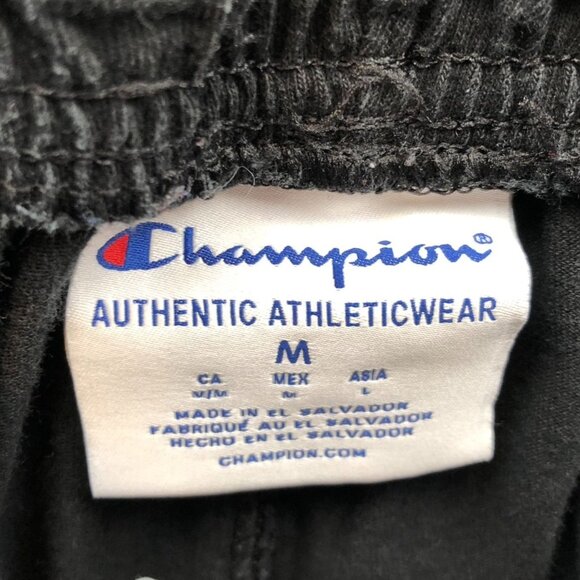 Champion
AUTHENTIC ATHLETICWEAR
M
CA MEX ASIA
M/M M L
MADE IN EL SALVADOR
FABRIQUÉ AU EL SALVADOR
HECHO EN EL SALVADOR
CHAMPION.COM